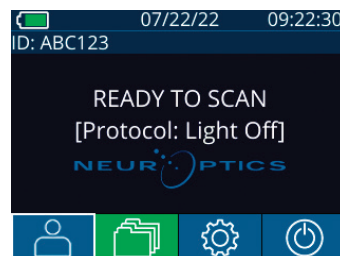 07/22/22 09:22:30
ID: ABC123
READY TO SCAN
[Protocol: Light Off]
NEUROPTICS